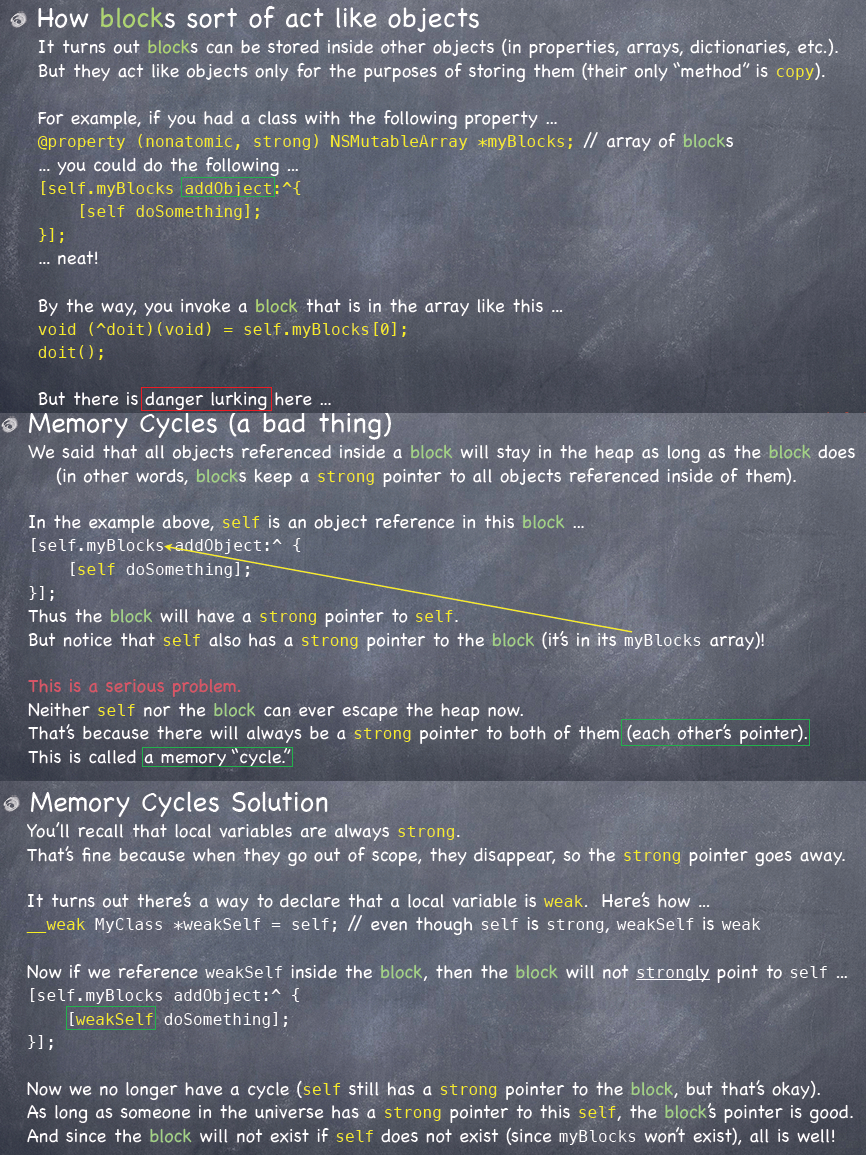 How blocks sort of act like objects
It turns out blocks can be stored inside other objects (in properties, arrays, dictionaries, etc.).
But they act like objects only for the purposes of storing them (their only “method” is copy).
For example, if you had a class with the following property ...
@property (nonatomic, strong) NSMutableArray *myBlocks; // array of blocks
... you could do the following ...
[self.myBlocks addObject:^{
[self doSomething];
}];
... neat!
By the way, you invoke a block that is in the array like this ...
void (^doit)(void) = self.myBlocks[0];
doit();
But there is danger lurking here ...
Memory Cycles (a bad thing)
We said that all objects referenced inside a block will stay in the heap as long as the block does
(in other words, blocks keep a strong pointer to all objects referenced inside of them).
In the example above, self is an object reference in this block ...
[self.myBlocks addObject:^ {
[self doSomething];
}];
Thus the block will have a strong pointer to self.
But notice that self also has a strong pointer to the block (it’s in its myBlocks array)!
This is a serious problem.
Neither self nor the block can ever escape the heap now.
That’s because there will always be a strong pointer to both of them (each other’s pointer).
This is called a memory “cycle.”
Memory Cycles Solution
You’ll recall that local variables are always strong.
That’s fine because when they go out of scope, they disappear, so the strong pointer goes away.
It turns out there’s a way to declare that a local variable is weak. Here’s how ...
__weak MyClass *weakSelf = self; // even though self is strong, weakSelf is weak
Now if we reference weakSelf inside the block, then the block will not strongly point to self ...
[self.myBlocks addObject:^ {
[weakSelf doSomething];
}];
Now we no longer have a cycle (self still has a strong pointer to the block, but that’s okay).
As long as someone in the universe has a strong pointer to this self, the block’s pointer is good.
And since the block will not exist if self does not exist (since myBlocks won’t exist), all is well!